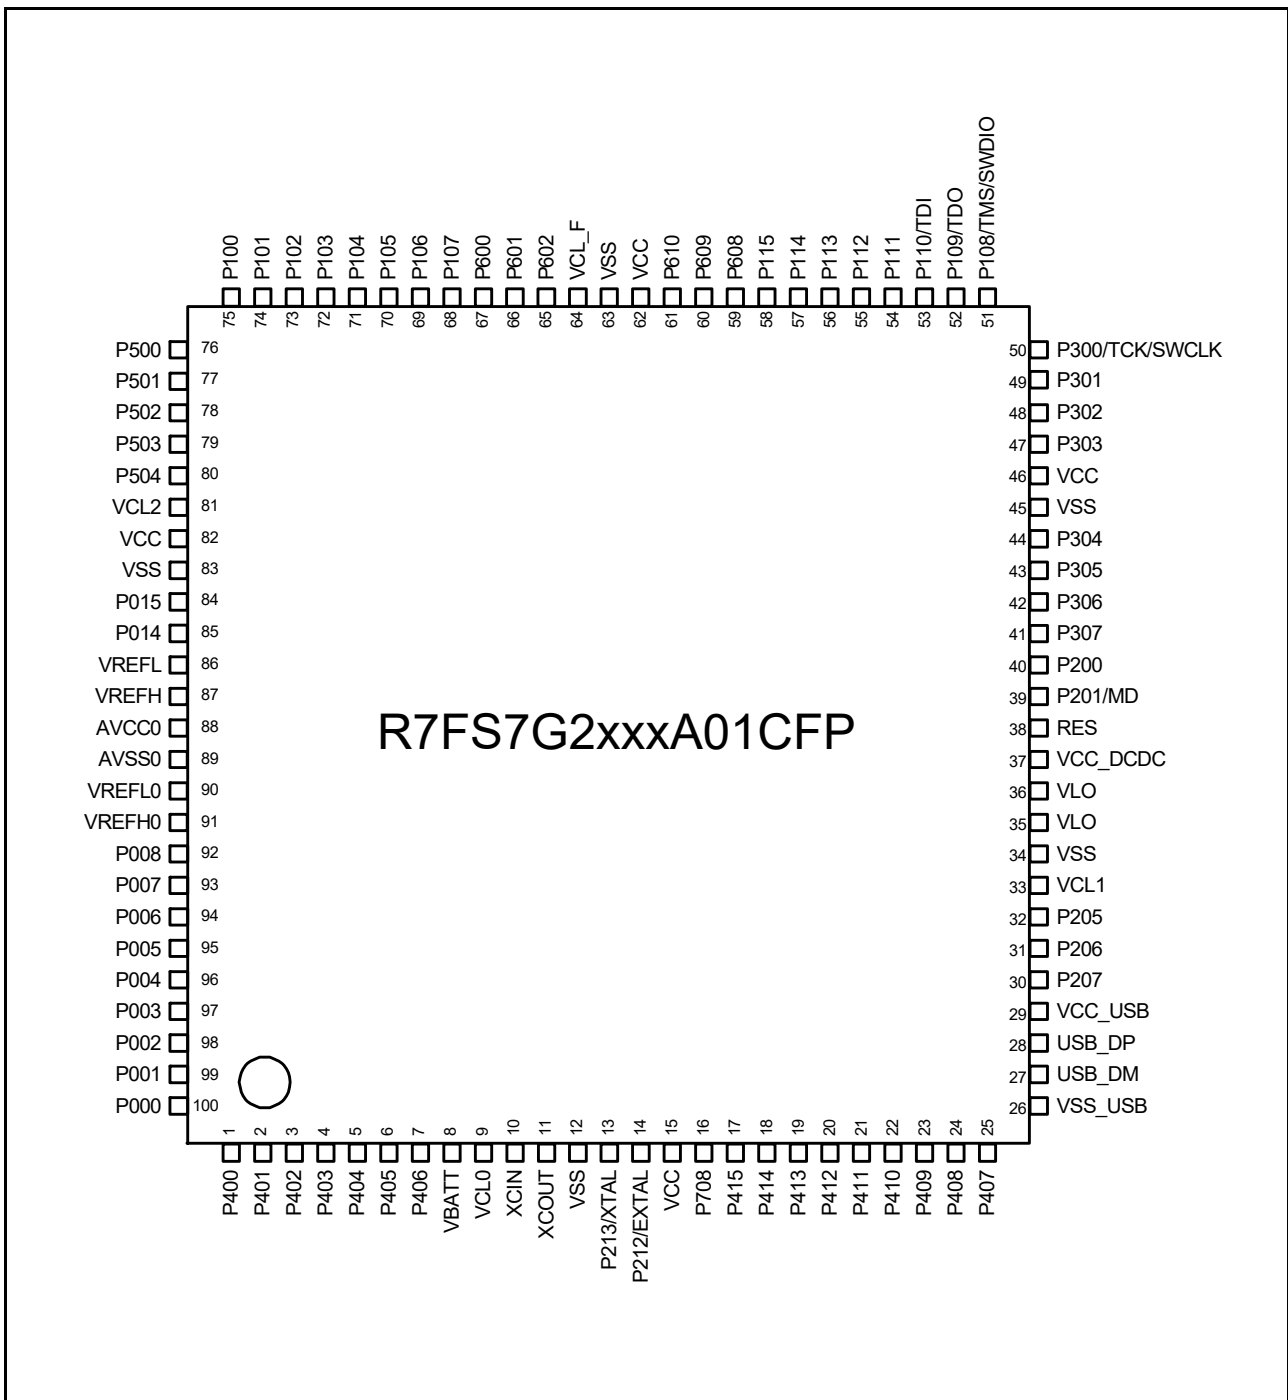 P100
P101
P102
P103
P104
P105
P106
P107
P600
P601
P602
VCL_F
VSS
VCC
P610
P609
P608
P115
P114
P113
P112
P111
P110/TDI
P109/TDO
P108/TMS/SWDIO
75
74
73
72
71
70
69
68
67
66
65
64
63
62
61
60
59
58
57
56
55
54
53
52
51
P500 76
P501 77
P502 78
P503 79
P504 80
VCL2 81
VCC 82
VSS 83
P015 84
P014 85
VREFL 86
VREFH 87
AVCC0 88
AVSS0 89
VREFL0 90
VREFH0 91
P008 92
P007 93
P006 94
P005 95
P004 96
P003 97
P002 98
P001 99
P000 100
R7FS7G2xxxA01CFP
50 P300/TCK/SWCLK
49 P301
48 P302
47 P303
46 VCC
45 VSS
44 P304
43 P305
42 P306
41 P307
40 P200
39 P201/MD
38 RES
37 VCC_DCDC
36 VLO
35 VLO
34 VSS
33 VCL1
32 P205
31 P206
30 P207
29 VCC_USB
28 USB_DP
27 USB_DM
26 VSS_USB
1
2
3
4
5
6
7
8
9
10
11
12
13
14
15
16
17
18
19
20
21
22
23
24
25
P400
P401
P402
P403
P404
P405
P406
VBATT
VCL0
XCIN
XCOUT
VSS
P213/XTAL
P212/EXTAL
VCC
P708
P415
P414
P413
P412
P411
P410
P409
P408
P407